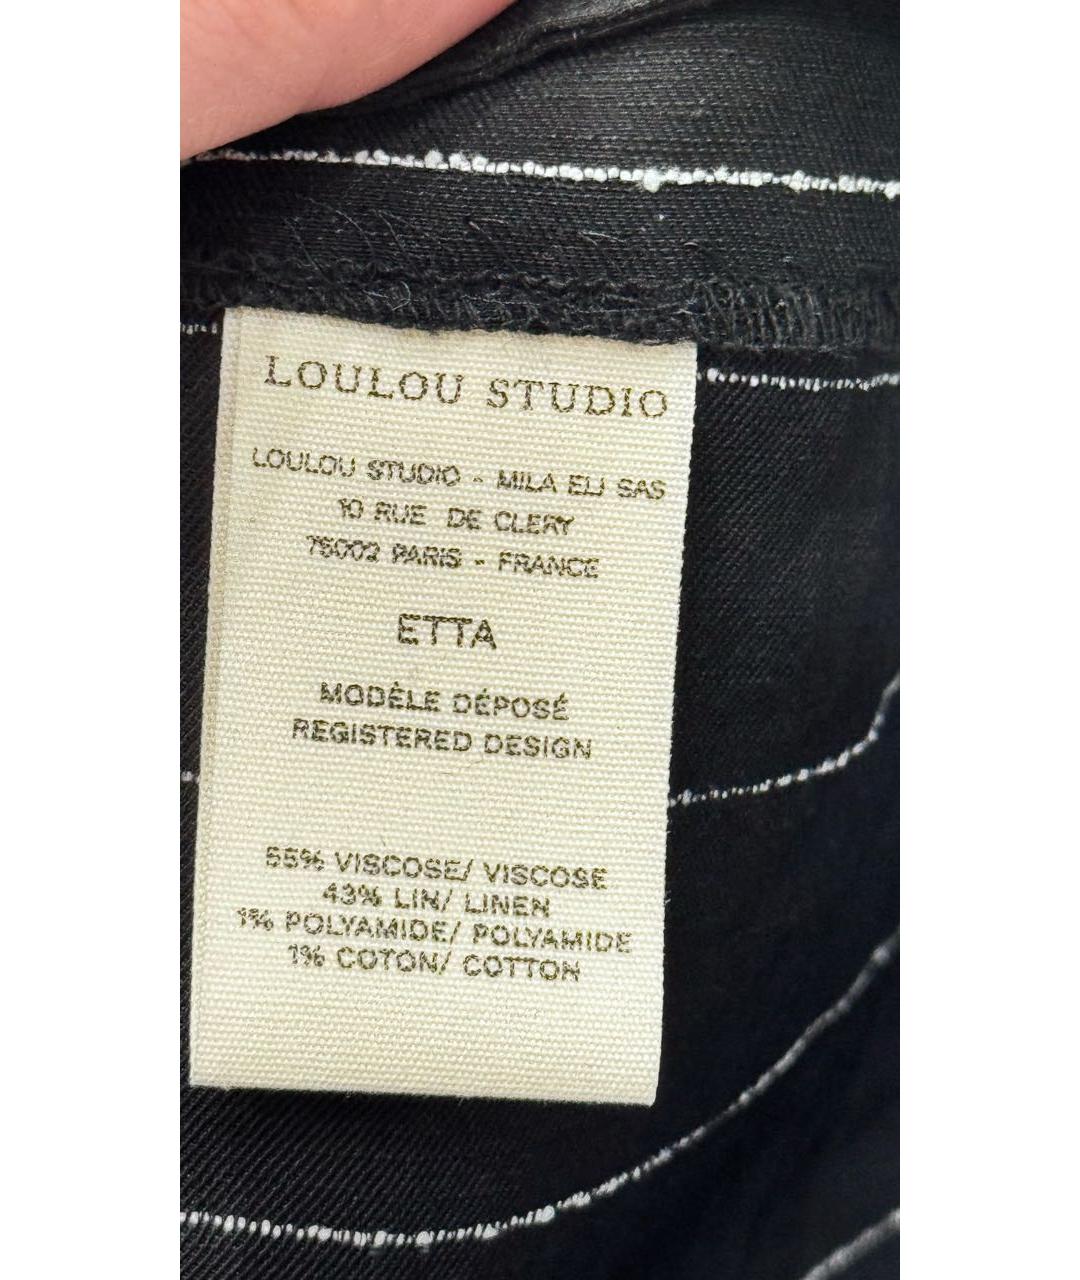 LOULOU STUDIO
LOULOU STUDIO - MILA ELI SAS
10 RUE DE CLERY
75002 PARIS - FRANCE
ETTA
MODÈLE DÉPOSÉ
REGISTERED DESIGN
55% VISCOSE/ VISCOSE
43% LIN/ LINEN
1% POLYAMIDE/ POLYAMIDE
1% COTON/ COTTON